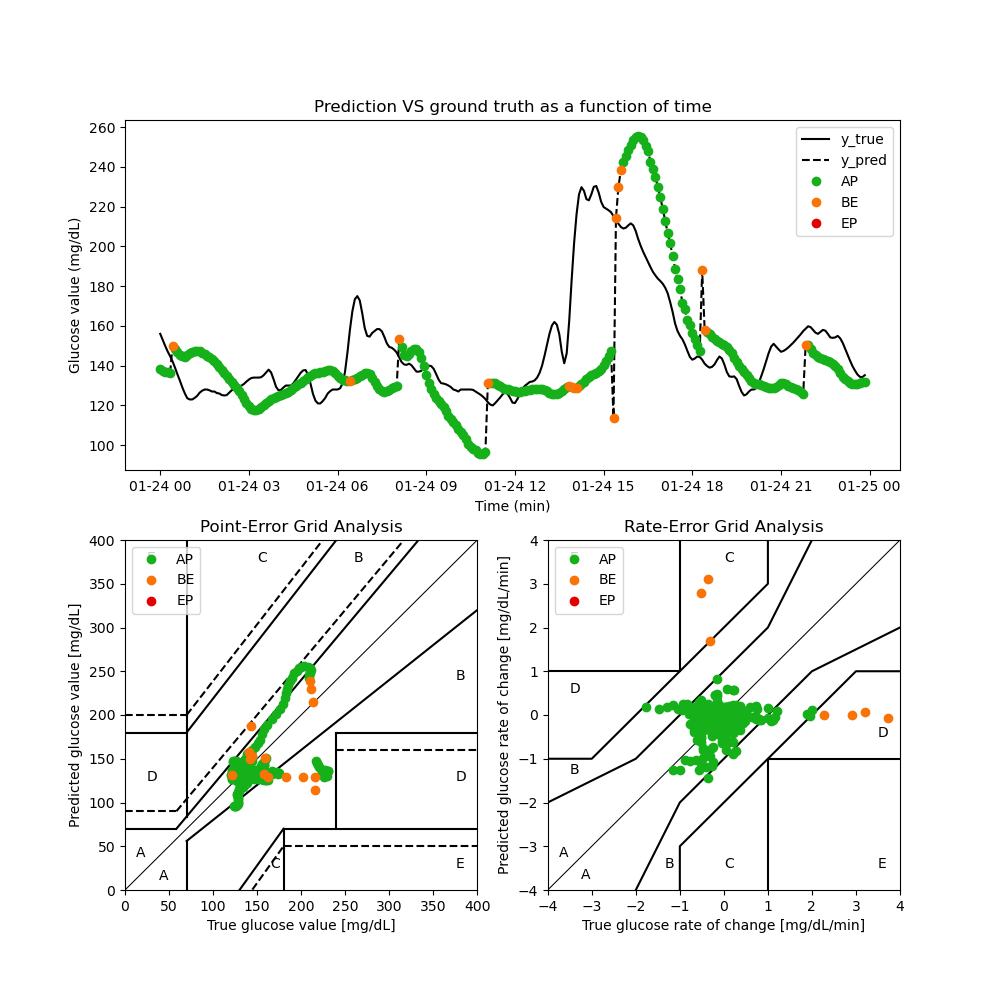 Prediction VS ground truth as a function of time
Glucose value (mg/dL)
260
240
220
200
180
160
140
120
100
y_true
y_pred
AP
BE
EP
01-24 00 01-24 03 01-24 06 01-24 09 01-24 12 01-24 15 01-24 18 01-24 21 01-25 00
Time (min)
Point-Error Grid Analysis
Predicted glucose value [mg/dL]
400
350
300
250
200
150
100
50
0
AP
BE
EP
C
B
B
D
D
A
A
C
E
0 50 100 150 200 250 300 350 400
True glucose value [mg/dL]
Rate-Error Grid Analysis
Predicted glucose rate of change [mg/dL/min]
4
3
2
1
0
−1
−2
−3
−4
AP
BE
EP
C
D
D
B
A
A
B
C
E
−4 −3 −2 −1 0 1 2 3 4
True glucose rate of change [mg/dL/min]